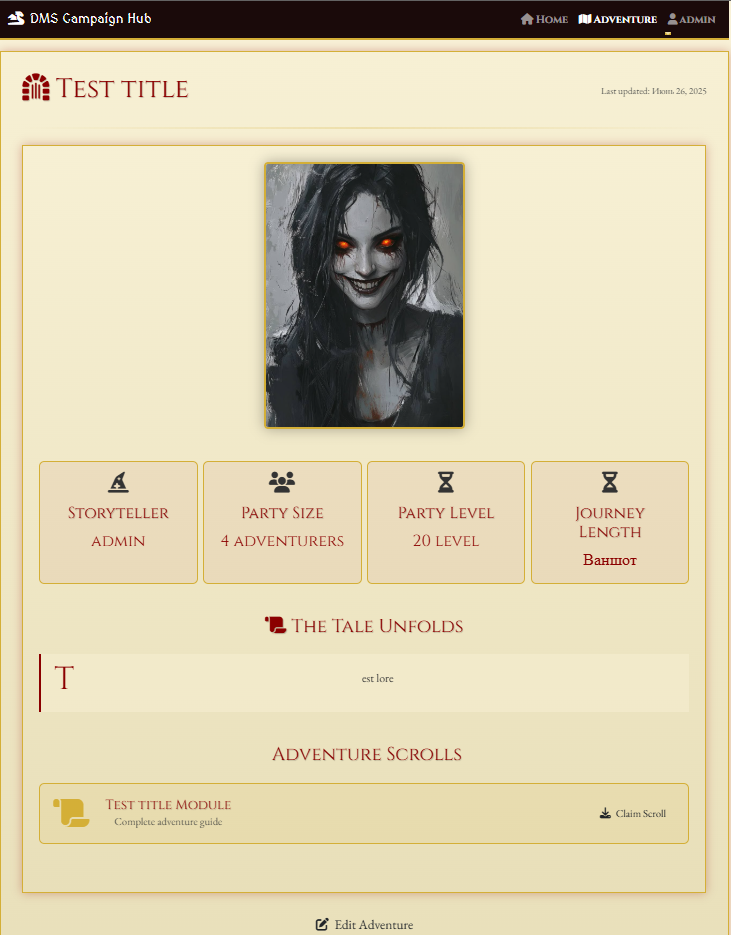 DMS Campaign Hub
Home Adventure Admin
Test title
Last updated: Июнь 26, 2025
Storyteller
admin
Party Size
4 adventurers
Party Level
20 level
Journey
Length
Ваншот
The Tale Unfolds
Test lore
Adventure Scrolls
Test title Module
Complete adventure guide
Claim Scroll
Edit Adventure